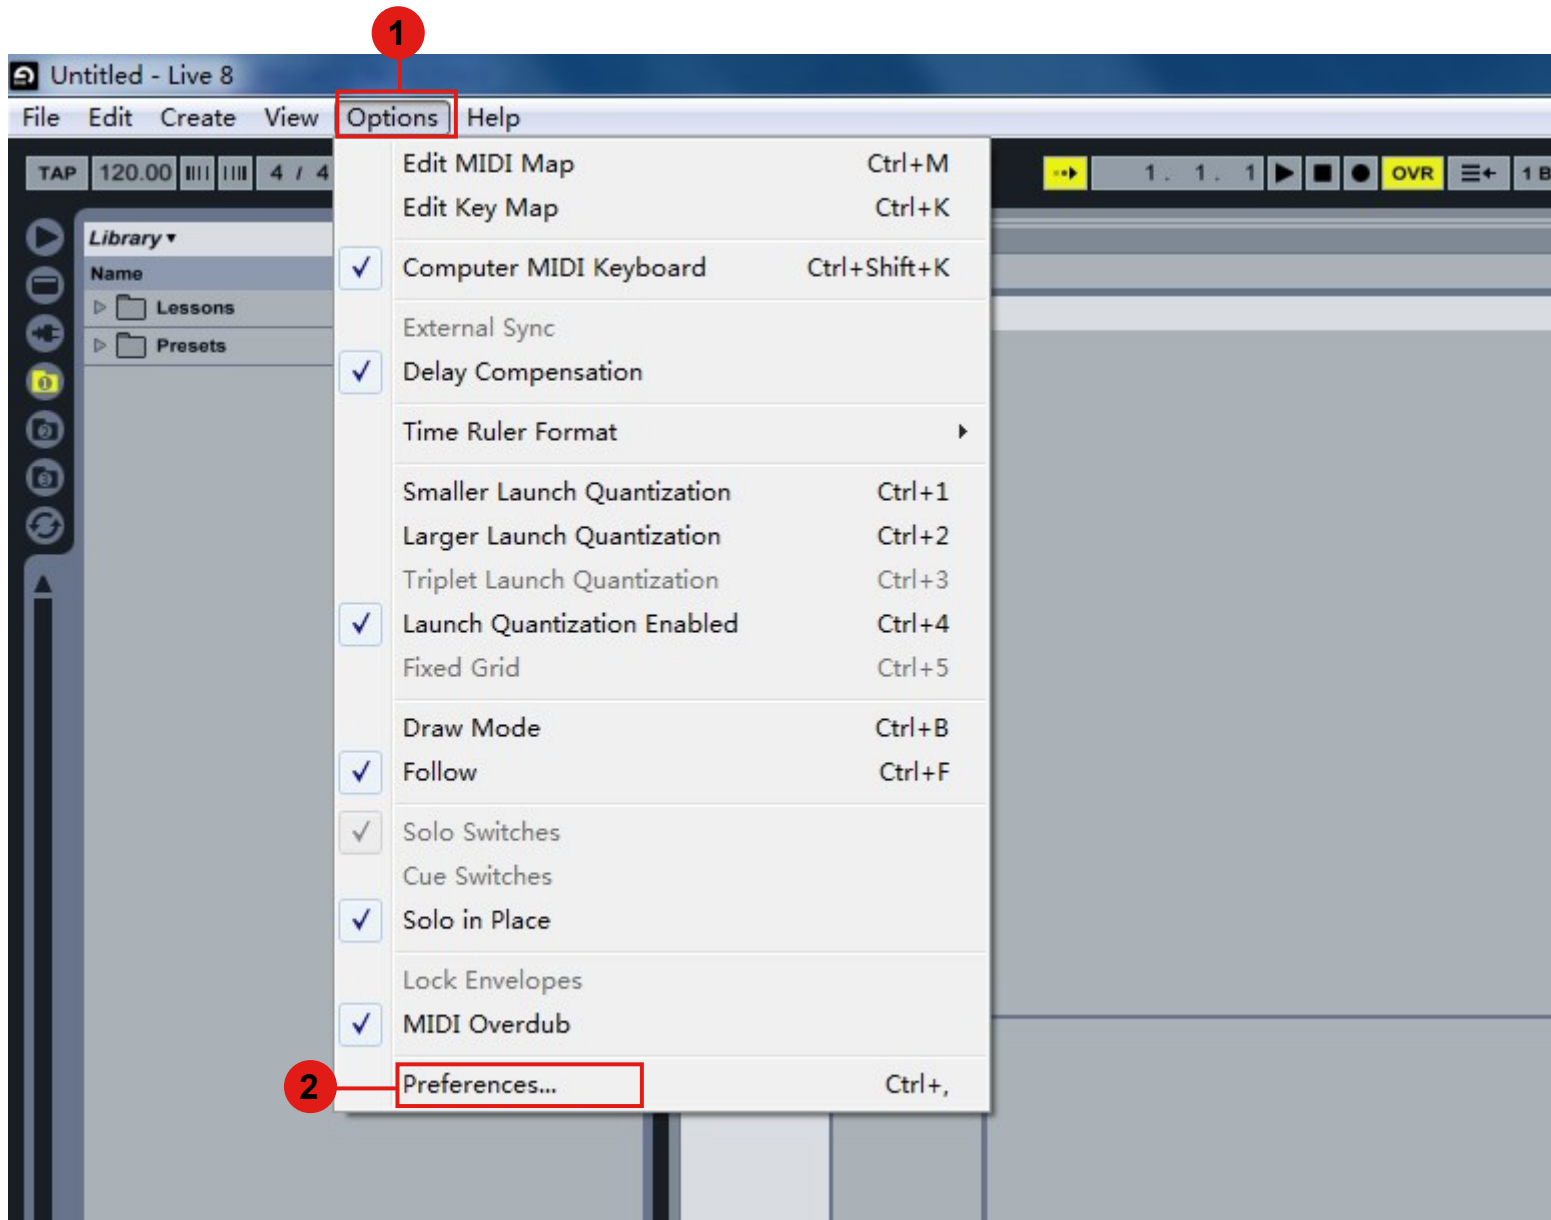 1
Untitled - Live 8
File Edit Create View Options Help
TAP 120.00 4 / 4 1. 1. 1 OVR 1 B
Edit MIDI Map Ctrl+M
Edit Key Map Ctrl+K
Library
Name
Lessons
Presets
1
2
3
Computer MIDI Keyboard Ctrl+Shift+K
External Sync
Delay Compensation
Time Ruler Format
Smaller Launch Quantization Ctrl+1
Larger Launch Quantization Ctrl+2
Triplet Launch Quantization Ctrl+3
Launch Quantization Enabled Ctrl+4
Fixed Grid Ctrl+5
Draw Mode Ctrl+B
Follow Ctrl+F
Solo Switches
Cue Switches
Solo in Place
Lock Envelopes
MIDI Overdub
2 Preferences... Ctrl+,